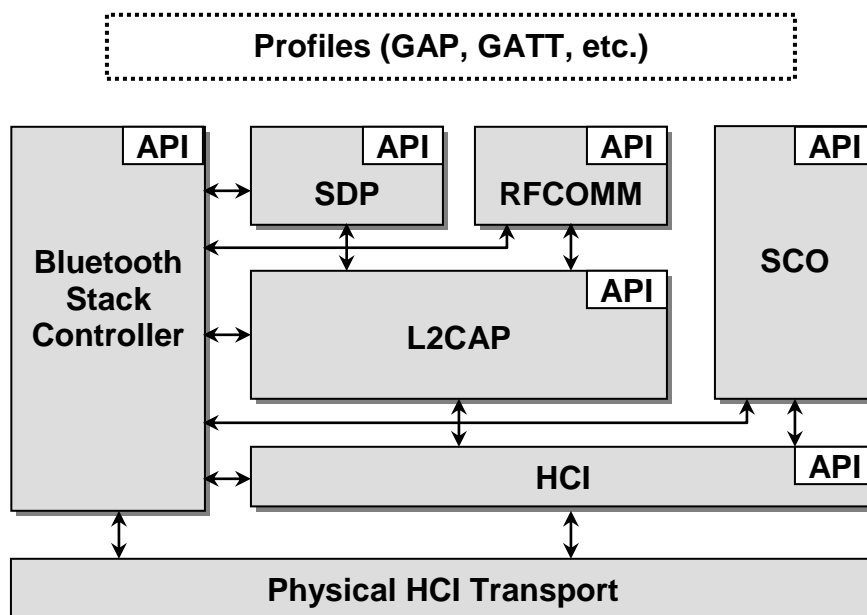 Profiles (GAP, GATT, etc.)
API
API
API
API
SDP
RFCOMM
Bluetooth
Stack
Controller
SCO
API
L2CAP
API
HCI
Physical HCI Transport